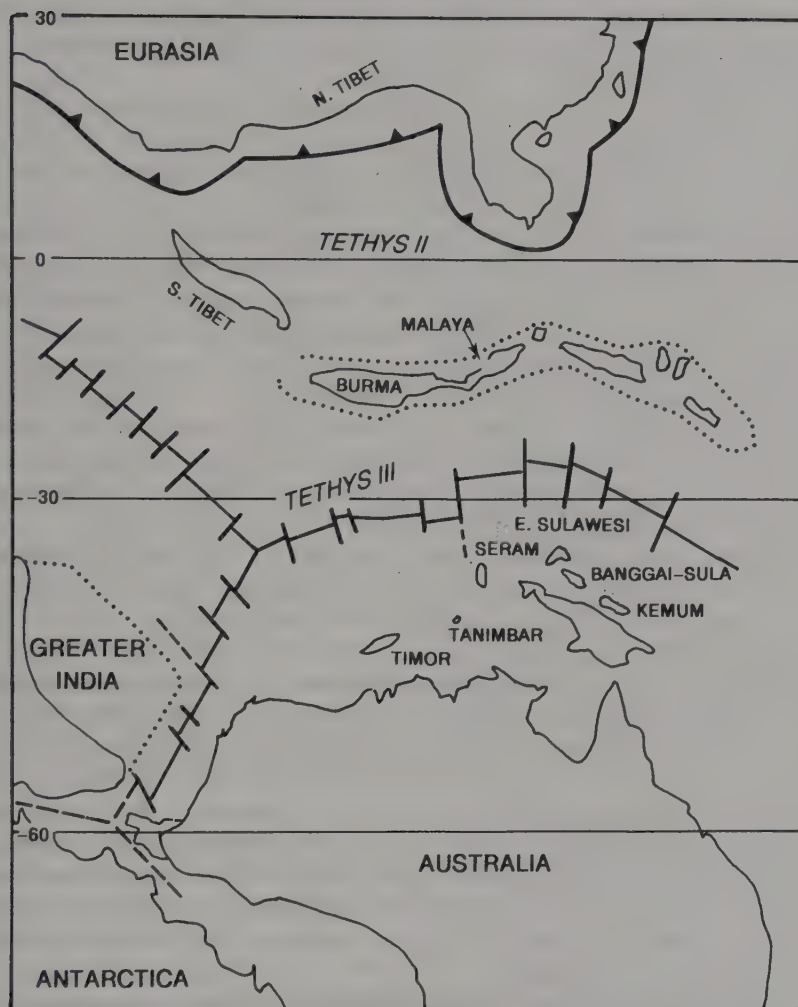 30
EURASIA
N. TIBET
TETHYS II
0
S. TIBET
MALAYA
BURMA
-30
TETHYS III
E. SULAWESI
SERAM
BANGGAI-SULA
KEMUM
TANIMBAR
TIMOR
GREATER
INDIA
-60
AUSTRALIA
ANTARCTICA